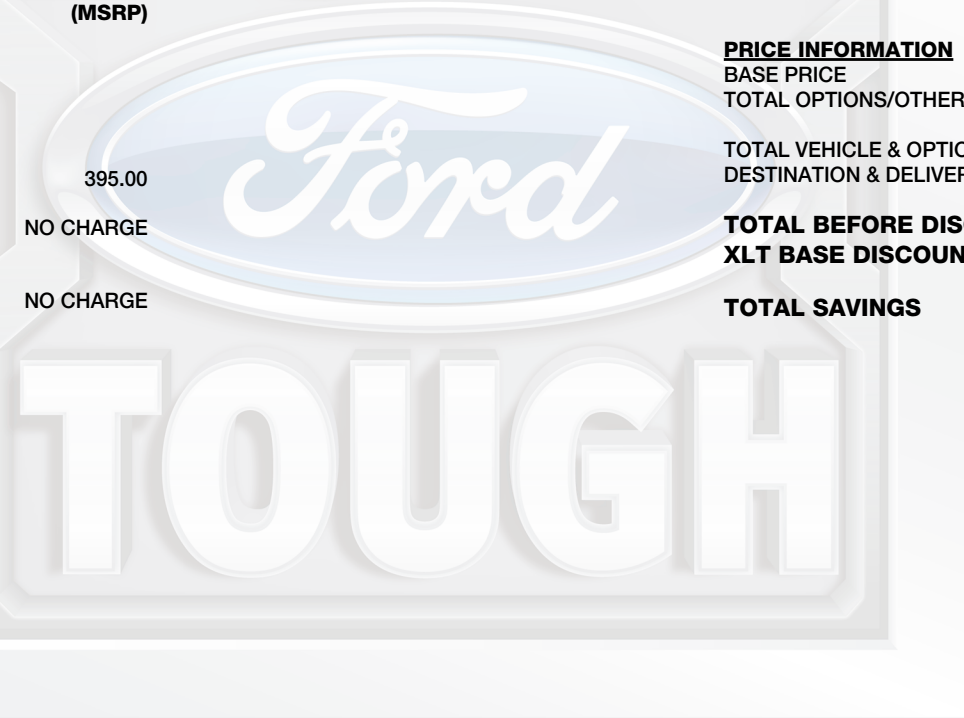 (MSRP)
395.00
NO CHARGE
NO CHARGE
PRICE INFORMATION
BASE PRICE
TOTAL OPTIONS/OTHER
TOTAL VEHICLE & OPTIO
DESTINATION & DELIVER
TOTAL BEFORE DIS
XLT BASE DISCOUN
TOTAL SAVINGS
Ford
TOUGH